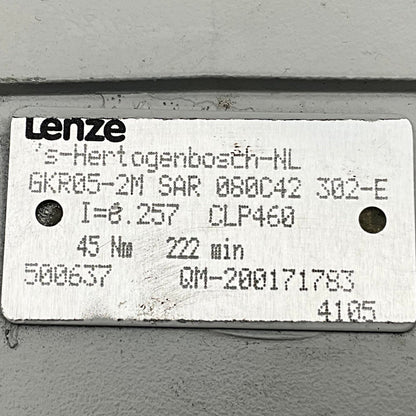 Lenze
's-Hertogenbosch-NL
GKR05-2M SAR 080C42 302-E
I=8.257 CLP460
45 Nm 222 min
500637 QM-200171783
4105